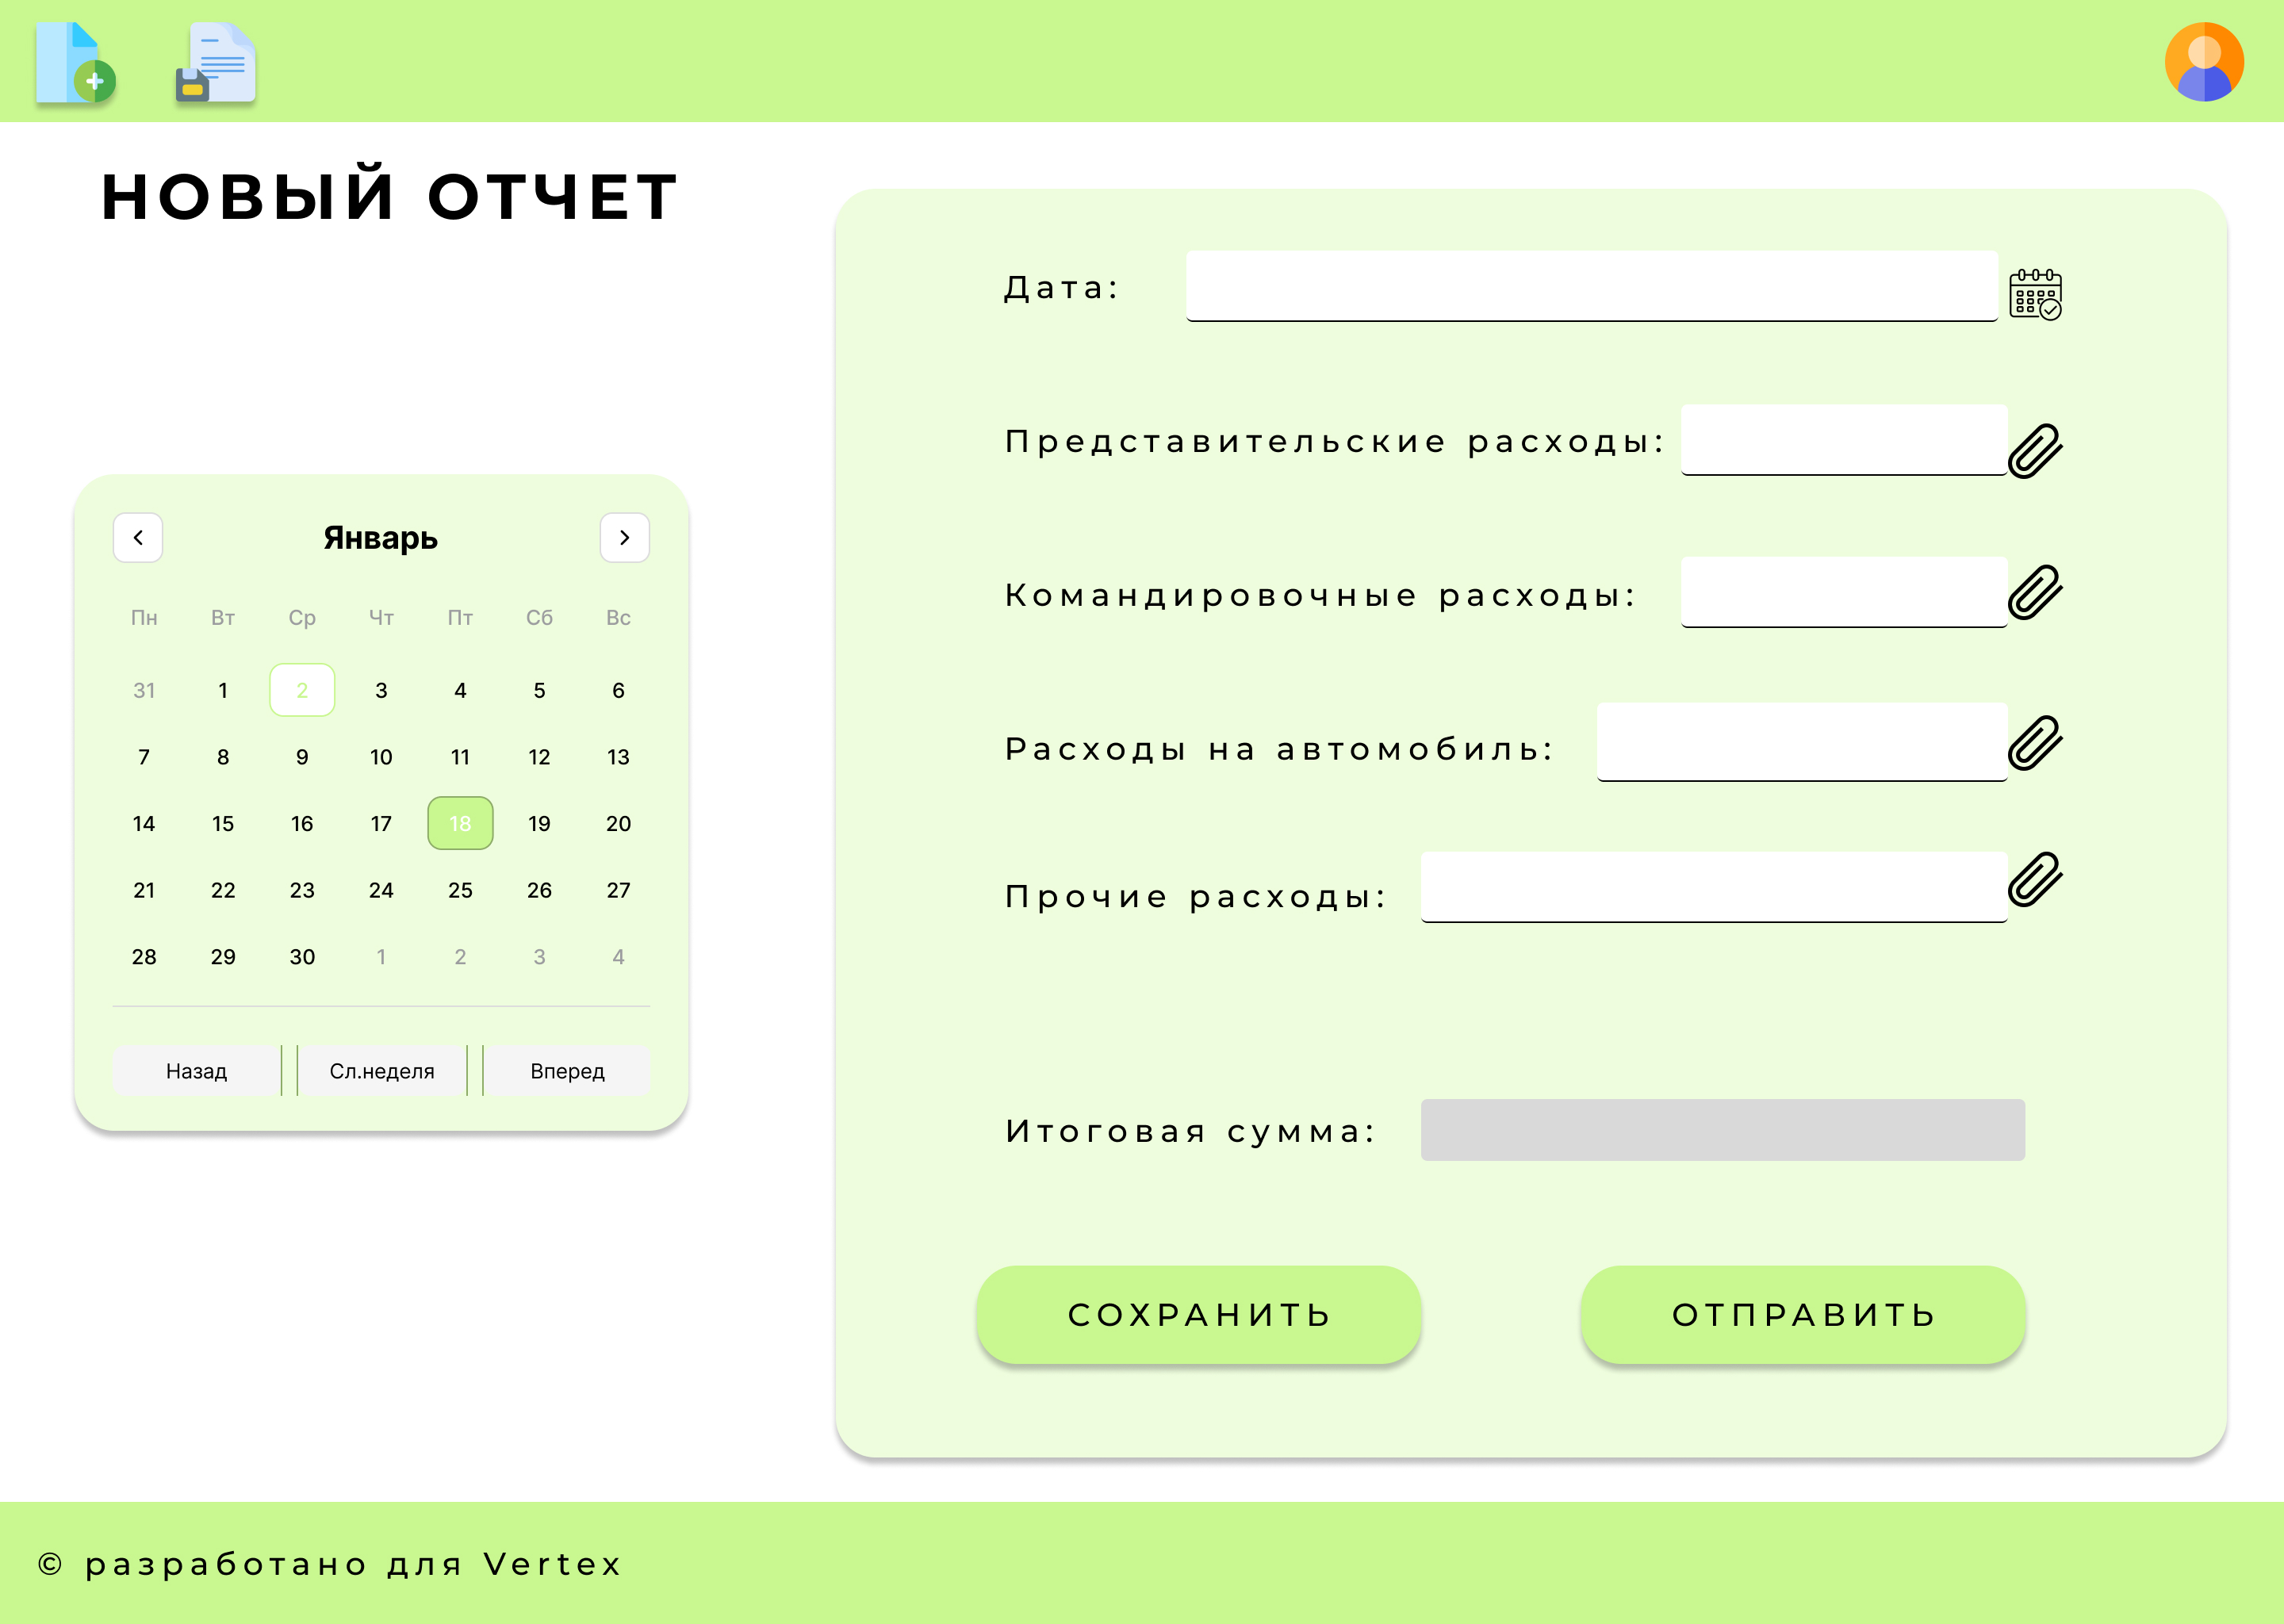 НОВЫЙ ОТЧЕТ
Январь
Пн Вт Ср Чт Пт Сб Вс
31 1 2 3 4 5 6
7 8 9 10 11 12 13
14 15 16 17 18 19 20
21 22 23 24 25 26 27
28 29 30 1 2 3 4
Назад Сл.неделя Вперед
Дата:
Представительские расходы:
Командировочные расходы:
Расходы на автомобиль:
Прочие расходы:
Итоговая сумма:
СОХРАНИТЬ ОТПРАВИТЬ
© разработано для Vertex